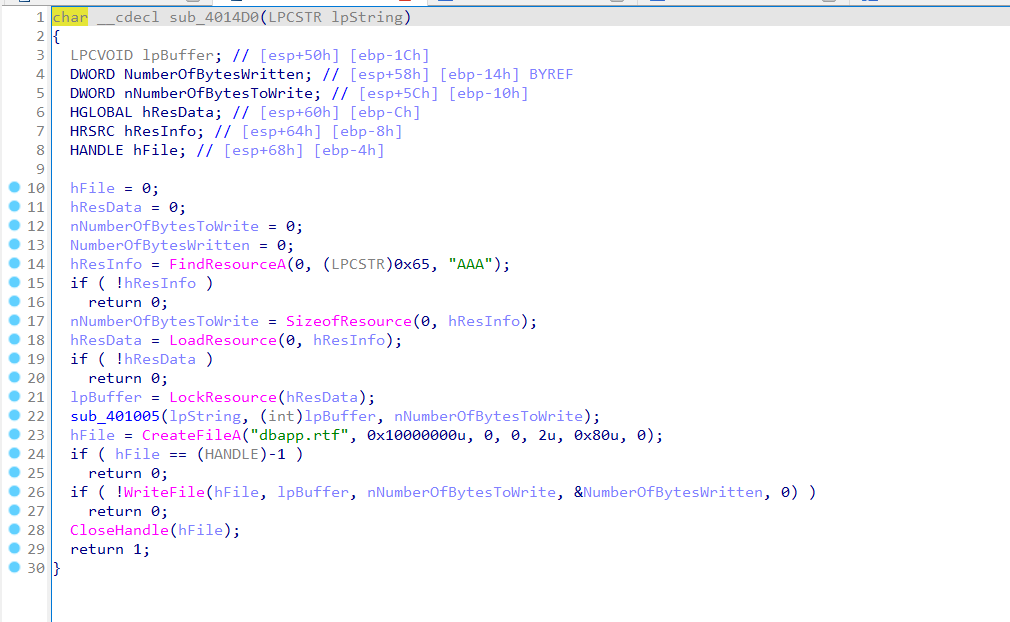 1 char __cdecl sub_4014D0(LPCSTR lpString)
2 {
3 LPCVOID lpBuffer; // [esp+50h] [ebp-1Ch]
4 DWORD NumberOfBytesWritten; // [esp+58h] [ebp-14h] BYREF
5 DWORD nNumberOfBytesToWrite; // [esp+5Ch] [ebp-10h]
6 HGLOBAL hResData; // [esp+60h] [ebp-Ch]
7 HRSRC hResInfo; // [esp+64h] [ebp-8h]
8 HANDLE hFile; // [esp+68h] [ebp-4h]
9
10 hFile = 0;
11 hResData = 0;
12 nNumberOfBytesToWrite = 0;
13 NumberOfBytesWritten = 0;
14 hResInfo = FindResourceA(0, (LPCSTR)0x65, "AAA");
15 if ( !hResInfo )
16 return 0;
17 nNumberOfBytesToWrite = SizeofResource(0, hResInfo);
18 hResData = LoadResource(0, hResInfo);
19 if ( !hResData )
20 return 0;
21 lpBuffer = LockResource(hResData);
22 sub_401005(lpString, (int)lpBuffer, nNumberOfBytesToWrite);
23 hFile = CreateFileA("dbapp.rtf", 0x10000000u, 0, 0, 2u, 0x80u, 0);
24 if ( hFile == (HANDLE)-1 )
25 return 0;
26 if ( !WriteFile(hFile, lpBuffer, nNumberOfBytesToWrite, &NumberOfBytesWritten, 0) )
27 return 0;
28 CloseHandle(hFile);
29 return 1;
30 }